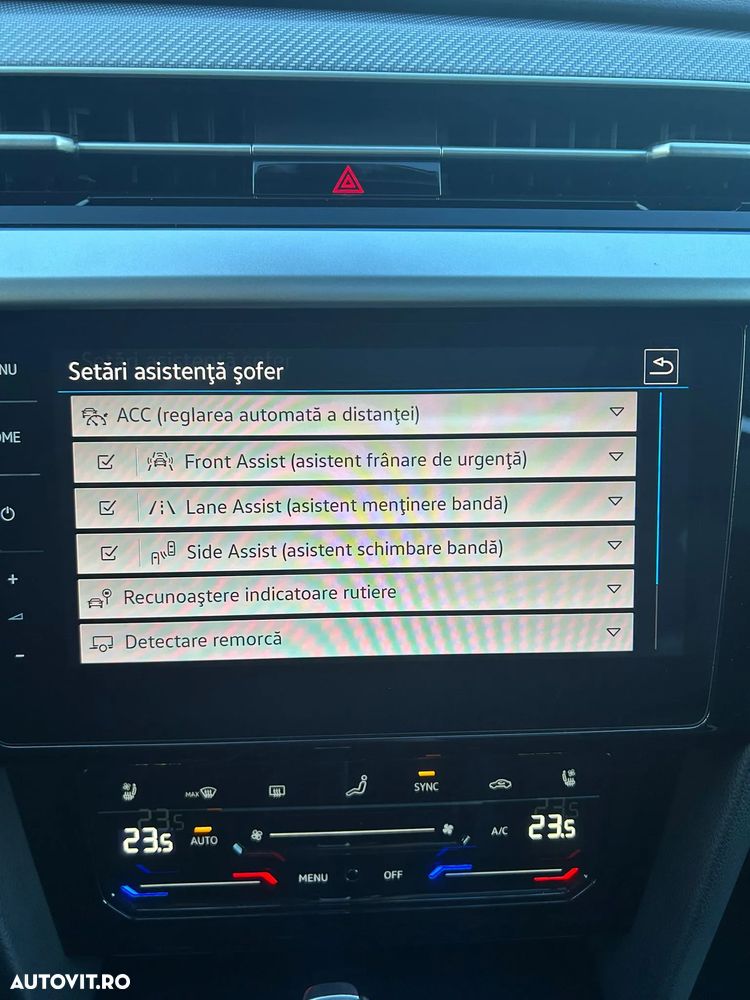 NU
Setări asistenţă şofer
OME
ACC (reglarea automată a distanţei)
Front Assist (asistent frânare de urgenţă)
Lane Assist (asistent menţinere bandă)
Side Assist (asistent schimbare bandă)
Recunoaştere indicatoare rutiere
+
-
Detectare remorcă
MAX
SYNC
23.5
AUTO
A/C
23.5
MENU
OFF
AUTOVIT.RO